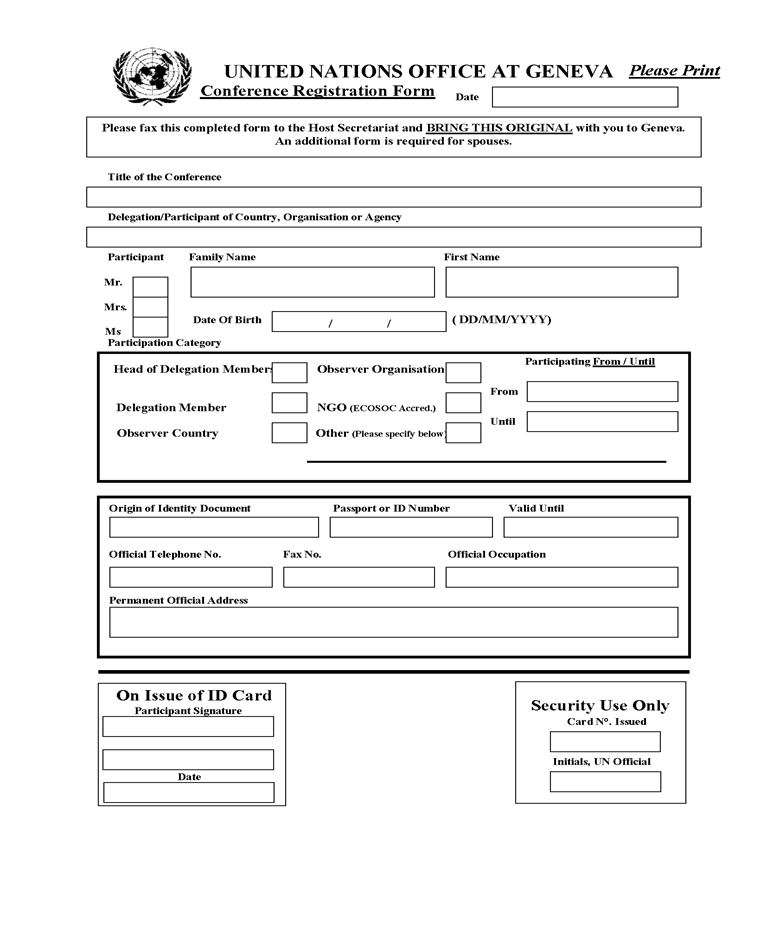 UNITED NATIONS OFFICE AT GENEVA Please Print
Conference Registration Form Date
Please fax this completed form to the Host Secretariat and BRING THIS ORIGINAL with you to Geneva.
An additional form is required for spouses.
Title of the Conference
Delegation/Participant of Country, Organisation or Agency
Participant Family Name First Name
Mr.
Mrs.
Date Of Birth / / ( DD/MM/YYYY)
Ms
Participation Category
Participating From / Until
Head of Delegation Members Observer Organisation
From
Delegation Member NGO (ECOSOC Accred.)
Until
Observer Country Other (Please specify below)
Origin of Identity Document Passport or ID Number Valid Until
Official Telephone No. Fax No. Official Occupation
Permanent Official Address
On Issue of ID Card
Participant Signature
Date
Security Use Only
Card N°. Issued
Initials, UN Official